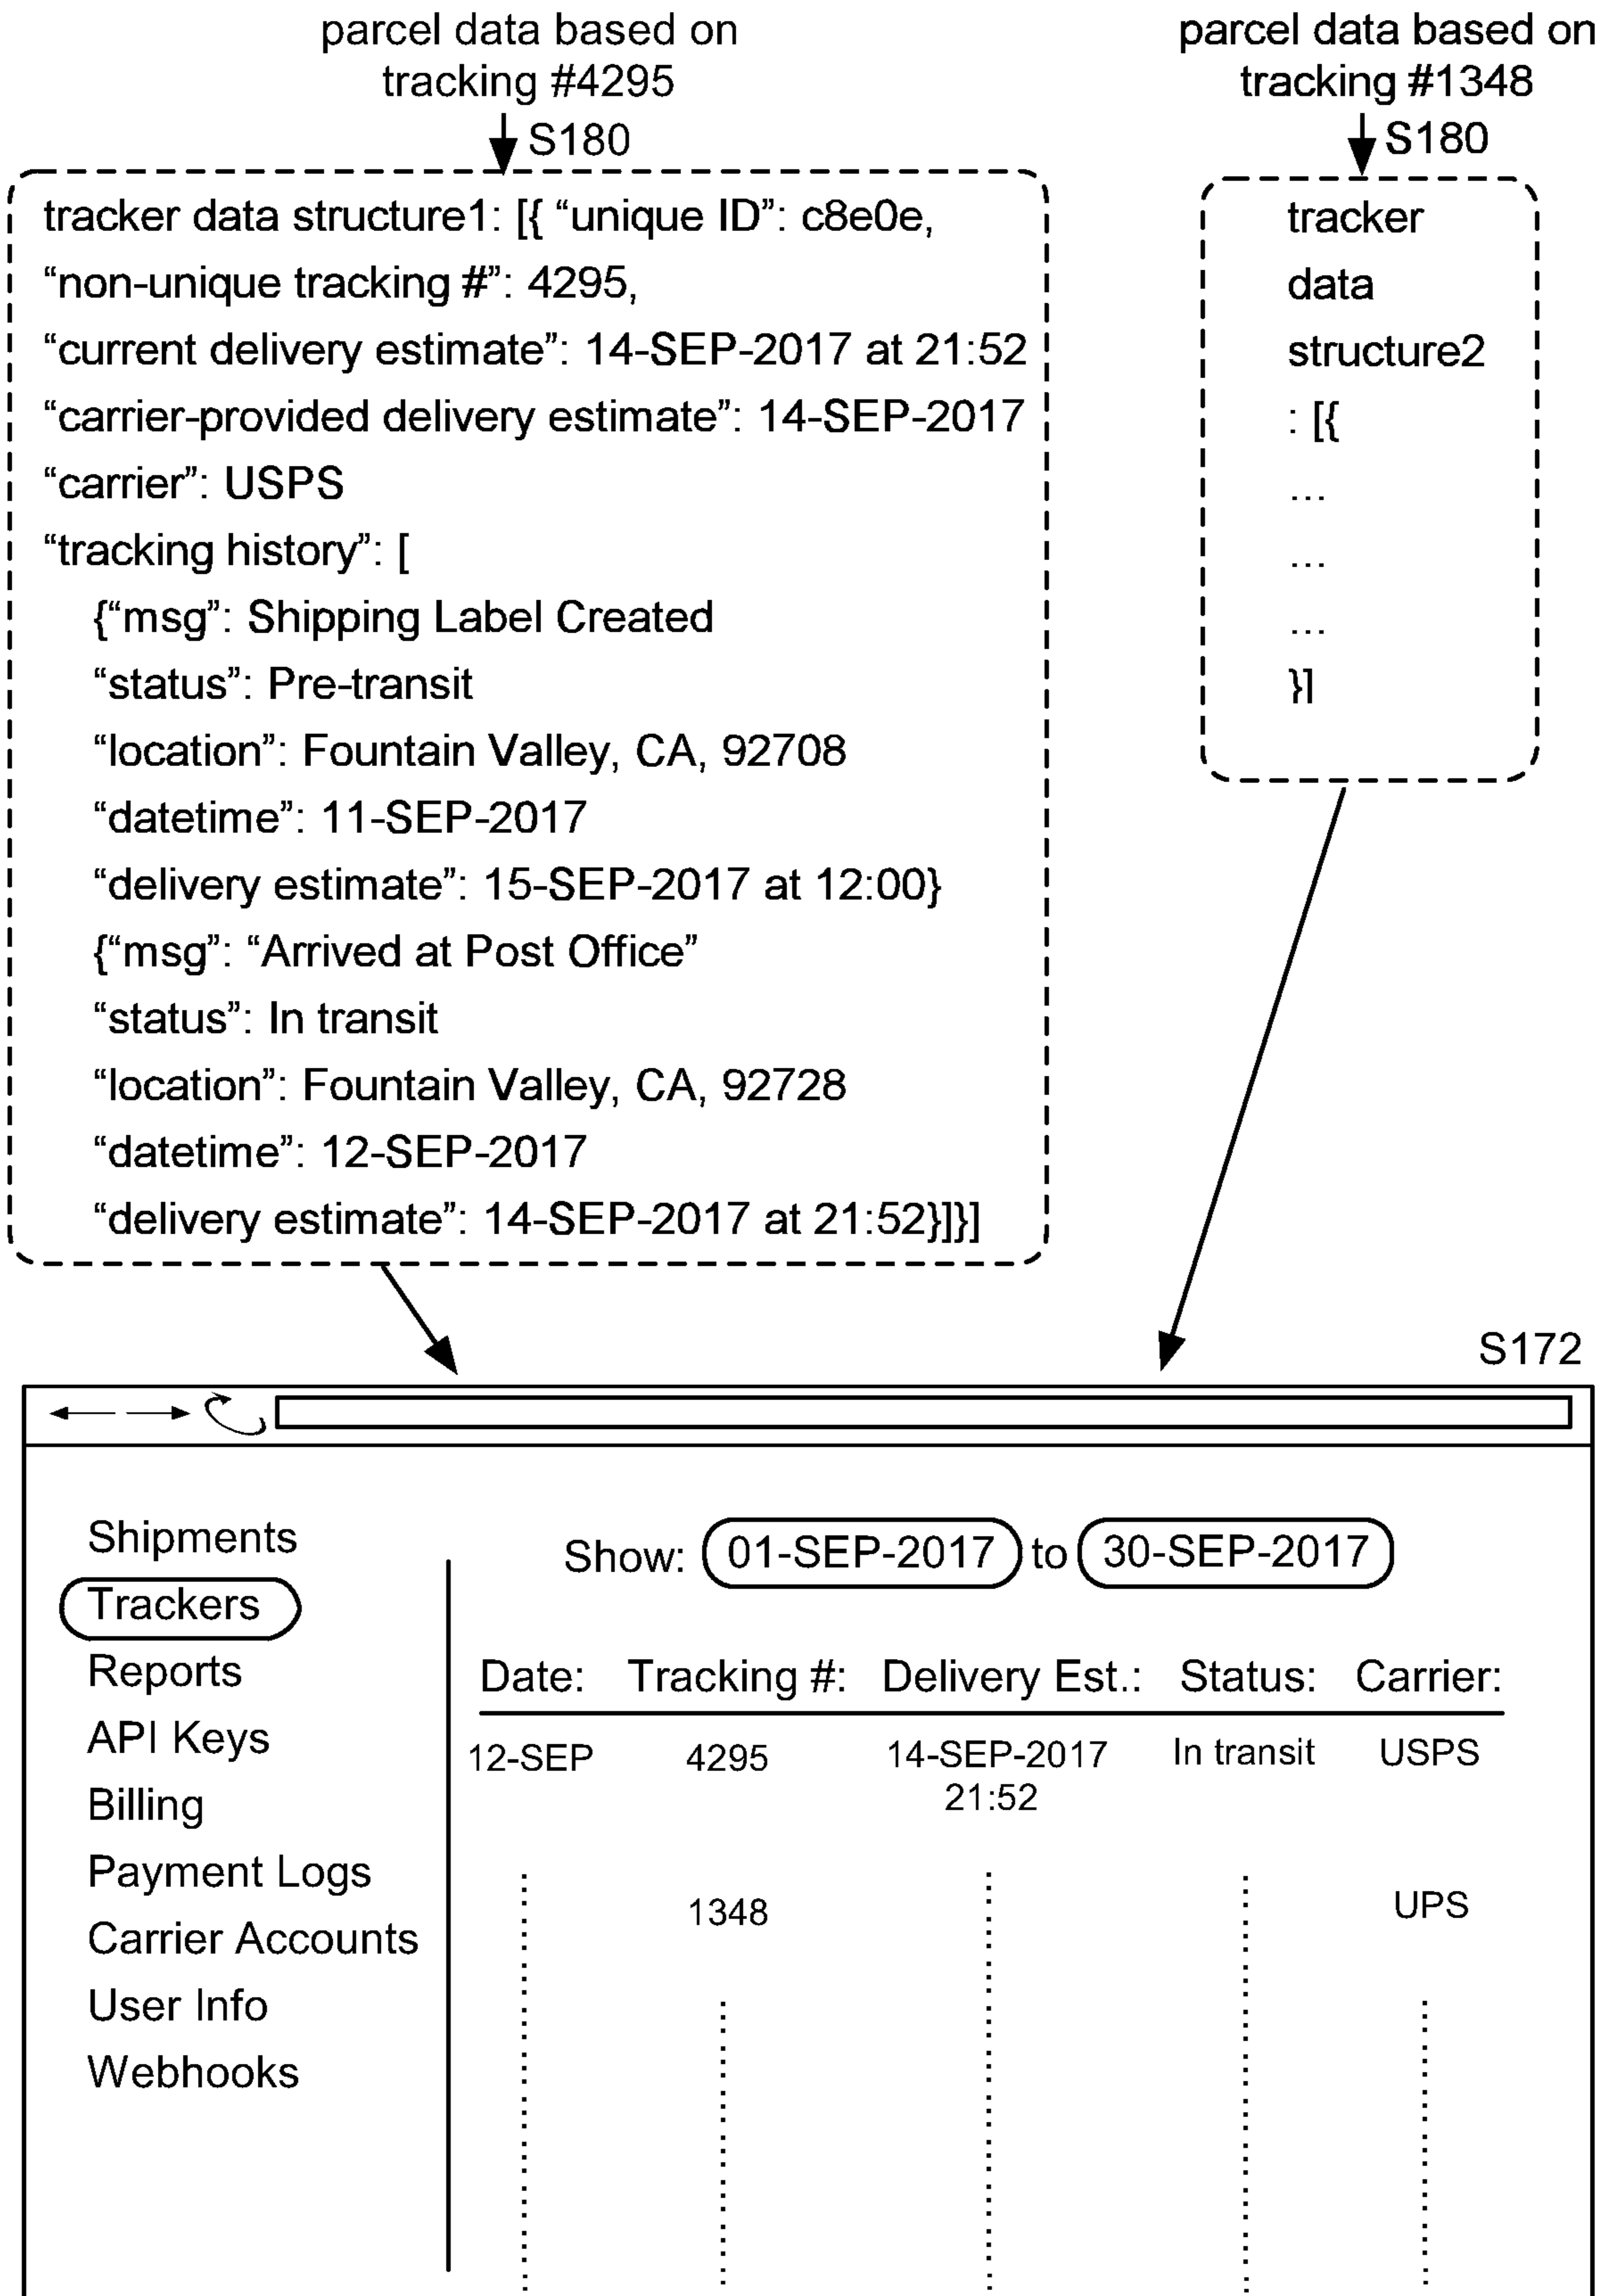 parcel data based on
tracking #4295
S180
tracker data structure1: [{ “unique ID”: c8e0e,
“non-unique tracking #”: 4295,
“current delivery estimate”: 14-SEP-2017 at 21:52
“carrier-provided delivery estimate”: 14-SEP-2017
“carrier”: USPS
“tracking history”: [
{“msg”: Shipping Label Created
“status”: Pre-transit
“location”: Fountain Valley, CA, 92708
“datetime”: 11-SEP-2017
“delivery estimate”: 15-SEP-2017 at 12:00}
{“msg”: “Arrived at Post Office”
“status”: In transit
“location”: Fountain Valley, CA, 92728
“datetime”: 12-SEP-2017
“delivery estimate”: 14-SEP-2017 at 21:52}]}]
parcel data based on
tracking #1348
S180
tracker
data
structure2
: [{
...
...
...
}]
S172
Shipments
Trackers
Reports
API Keys
Billing
Payment Logs
Carrier Accounts
User Info
Webhooks
Show: 01-SEP-2017 to 30-SEP-2017
Date: Tracking #: Delivery Est.: Status: Carrier:
12-SEP 4295 14-SEP-2017 In transit USPS
21:52
1348 UPS